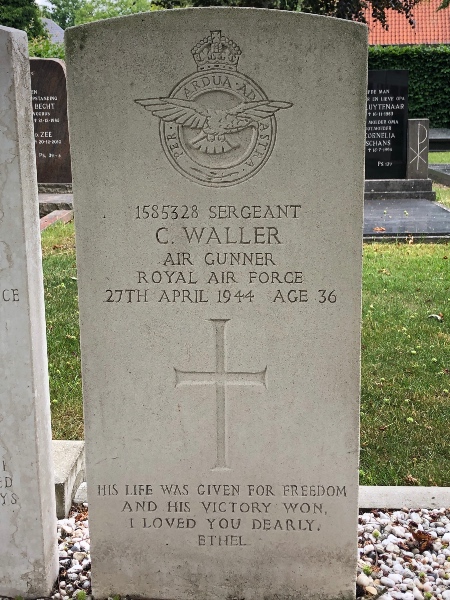 PER ARDUA AD ASTRA
1585328 SERGEANT
C. WALLER
AIR GUNNER
ROYAL AIR FORCE
27TH APRIL 1944 AGE 36
HIS LIFE WAS GIVEN FOR FREEDOM
AND HIS VICTORY WON.
I LOVED YOU DEARLY.
ETHEL